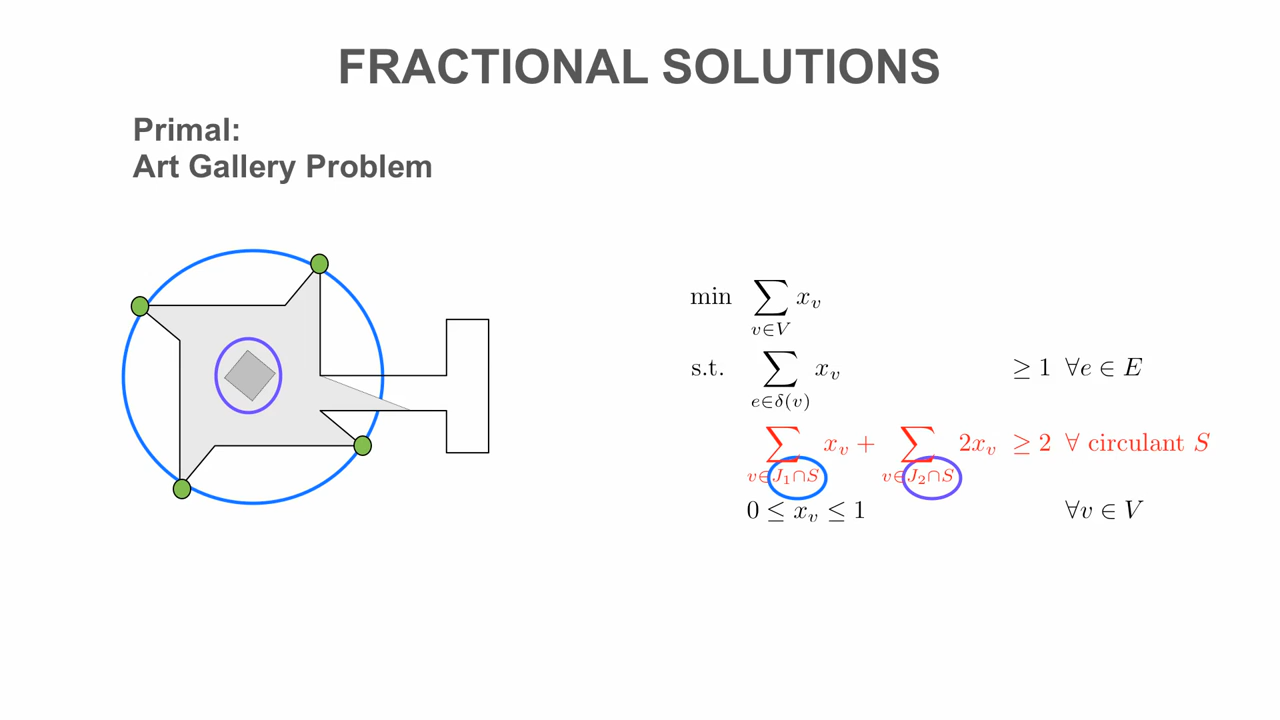 FRACTIONAL SOLUTIONS
Primal:
Art Gallery Problem
min ∑_{v∈V} x_v
s.t. ∑_{e∈δ(v)} x_v ≥ 1 ∀e ∈ E
∑_{v∈J_1∩S} x_v + ∑_{v∈J_2∩S} 2x_v ≥ 2 ∀ circulant S
0 ≤ x_v ≤ 1 ∀v ∈ V